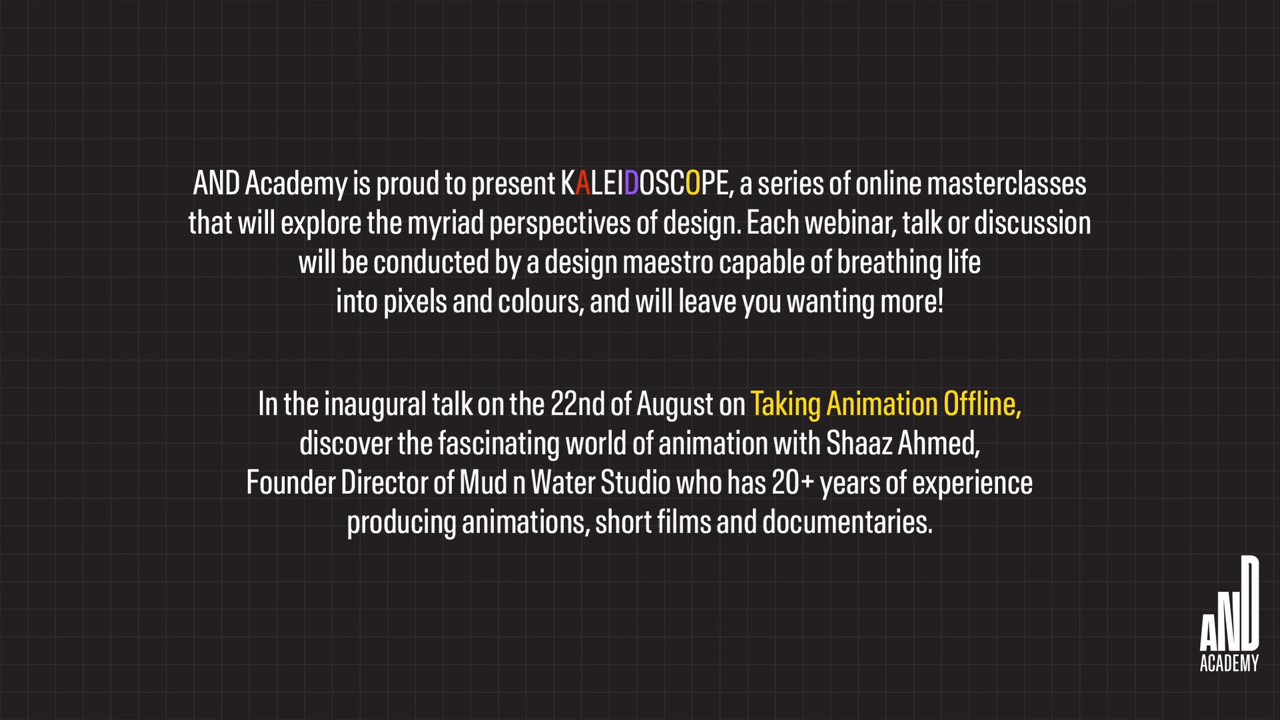 AND Academy is proud to present KALEIDOSCOPE, a series of online masterclasses
that will explore the myriad perspectives of design. Each webinar, talk or discussion
will be conducted by a design maestro capable of breathing life
into pixels and colours, and will leave you wanting more!
In the inaugural talk on the 22nd of August on Taking Animation Offline,
discover the fascinating world of animation with Shaaz Ahmed,
Founder Director of Mud n Water Studio who has 20+ years of experience
producing animations, short films and documentaries.
AND
ACADEMY